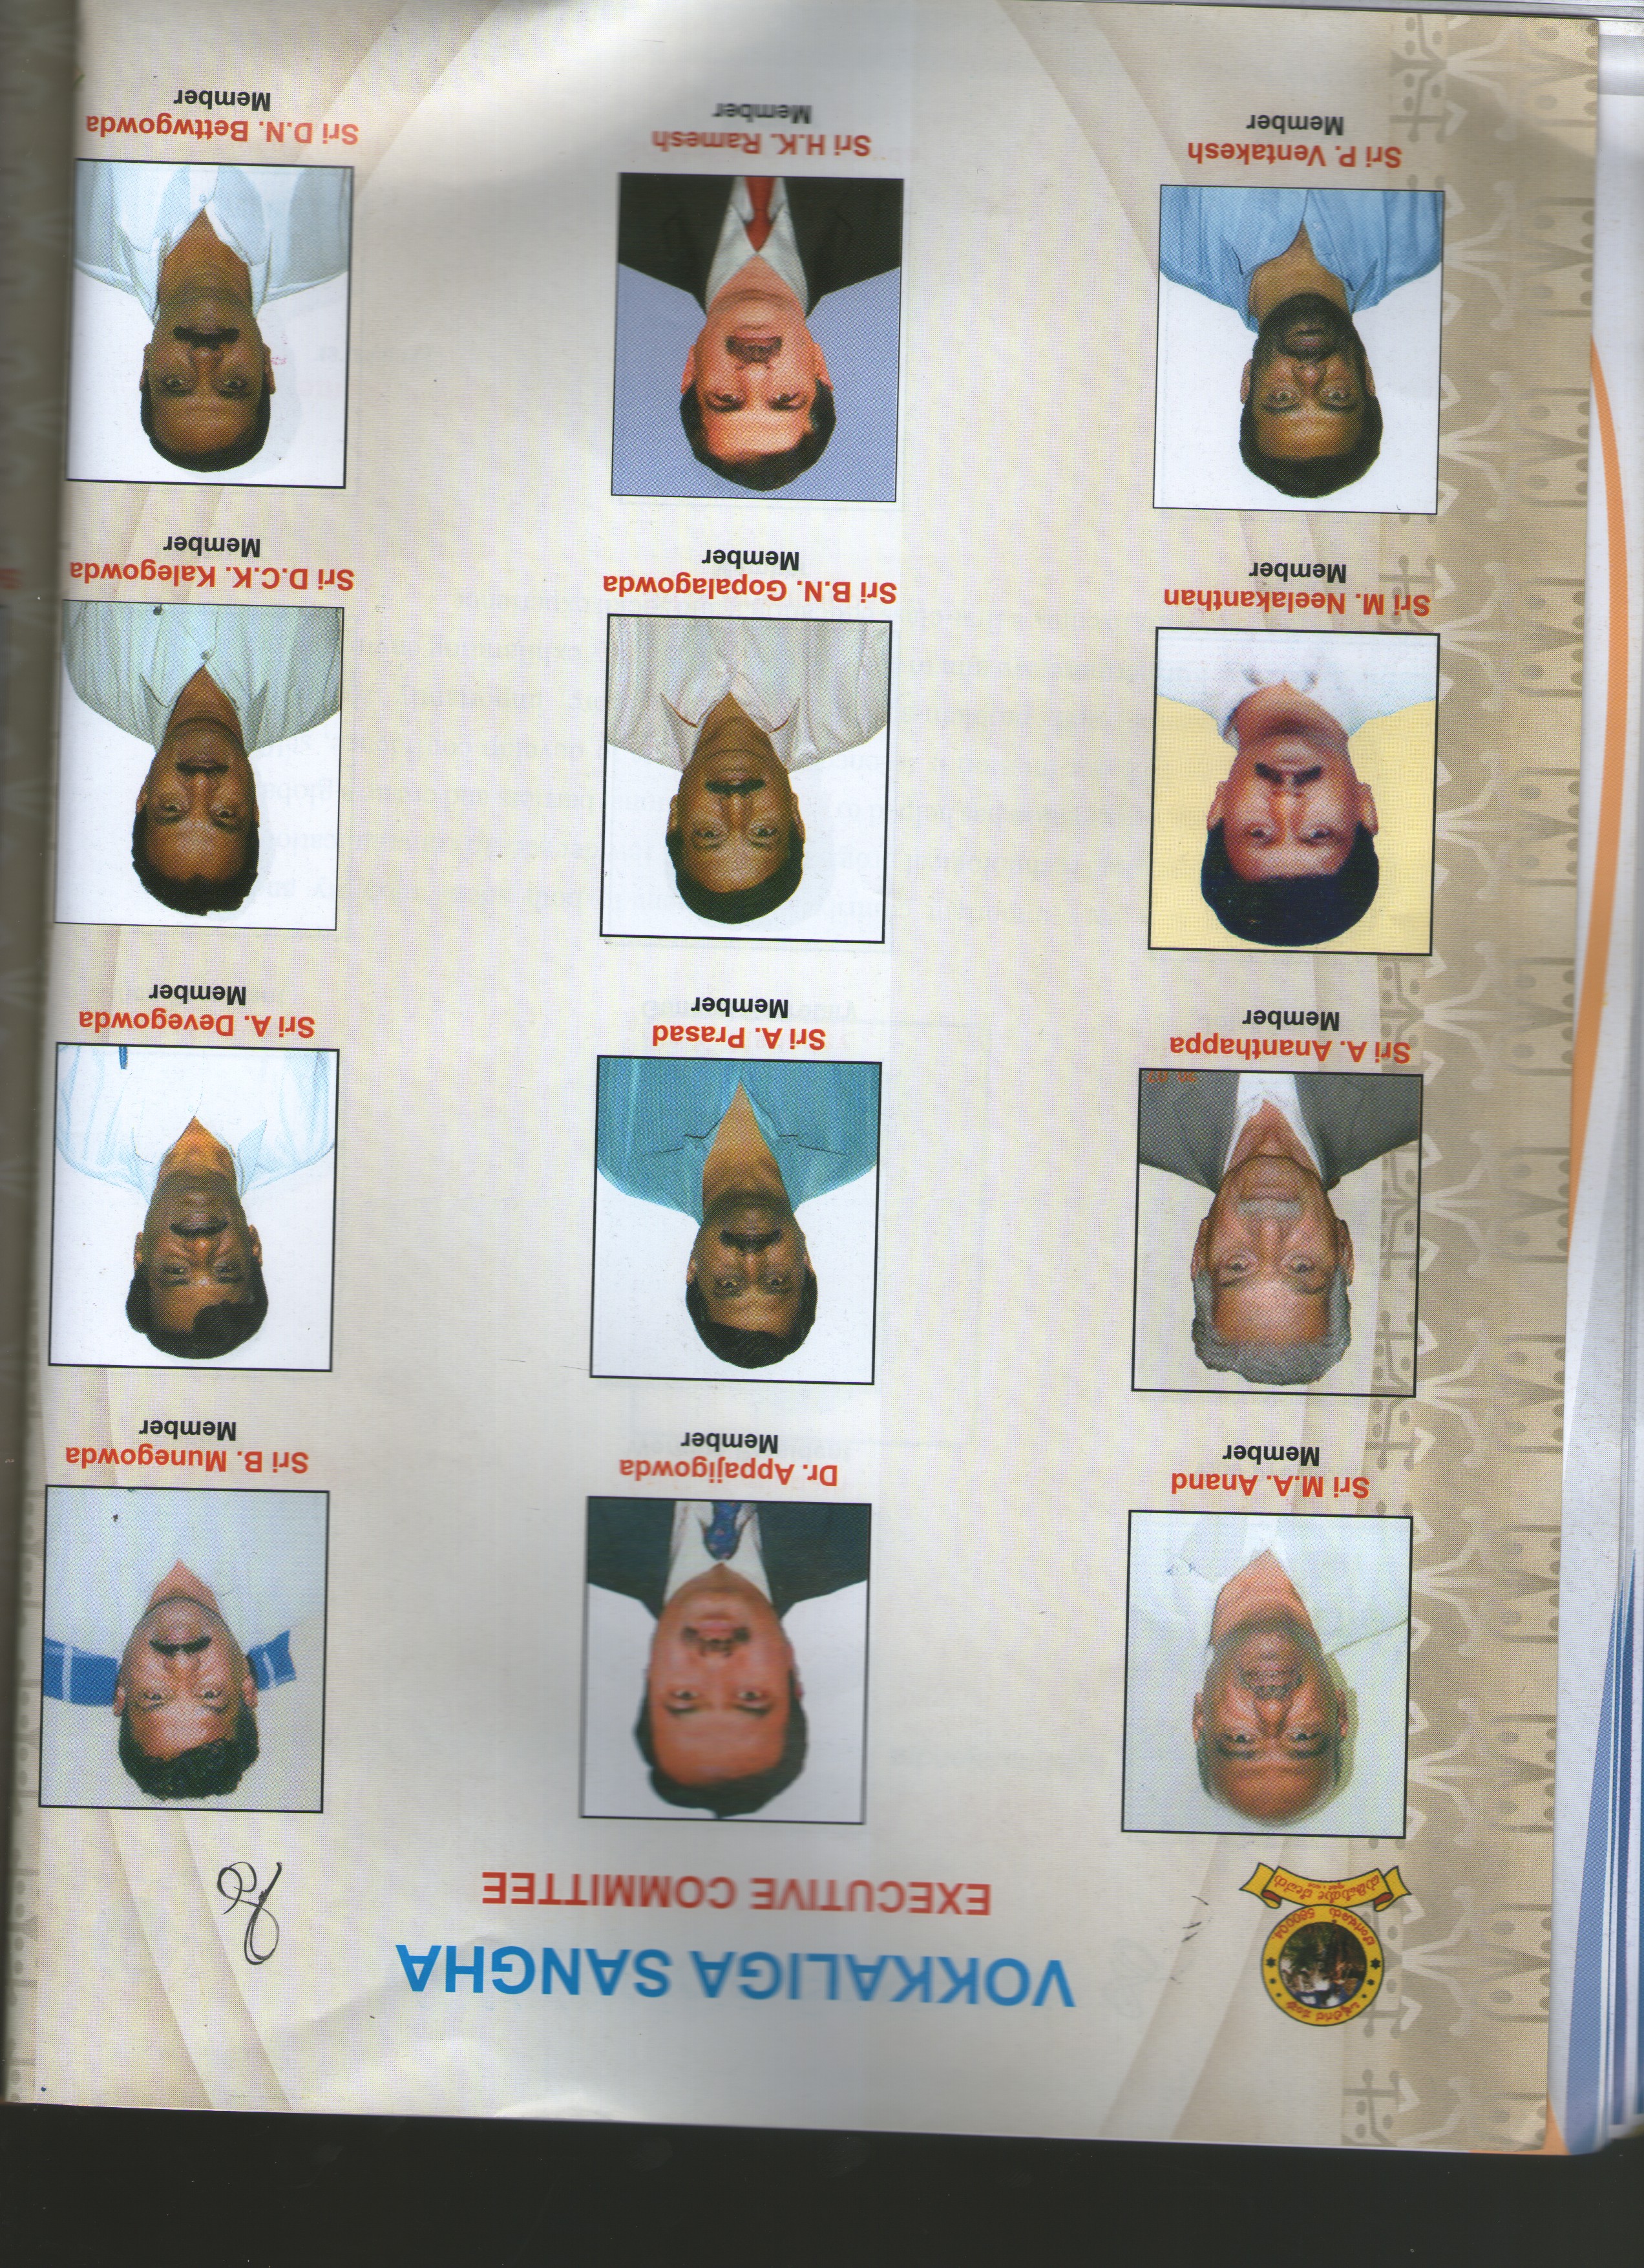 VOKKALIGA SANGHA
EXECUTIVE COMMITTEE
Sri M.A. Anand
Member
Dr. Appajigowda
Member
Sri B. Munegowda
Member
Sri A. Ananthappa
Member
Sri A. Prasad
Member
Sri A. Devegowda
Member
Sri M. Neelakanthan
Member
Sri B.N. Gopalagowda
Member
Sri D.C.K. Kalegowda
Member
Sri P. Ventakesh
Member
Sri H.K. Ramesh
Member
Sri D.N. Bettwgowda
Member